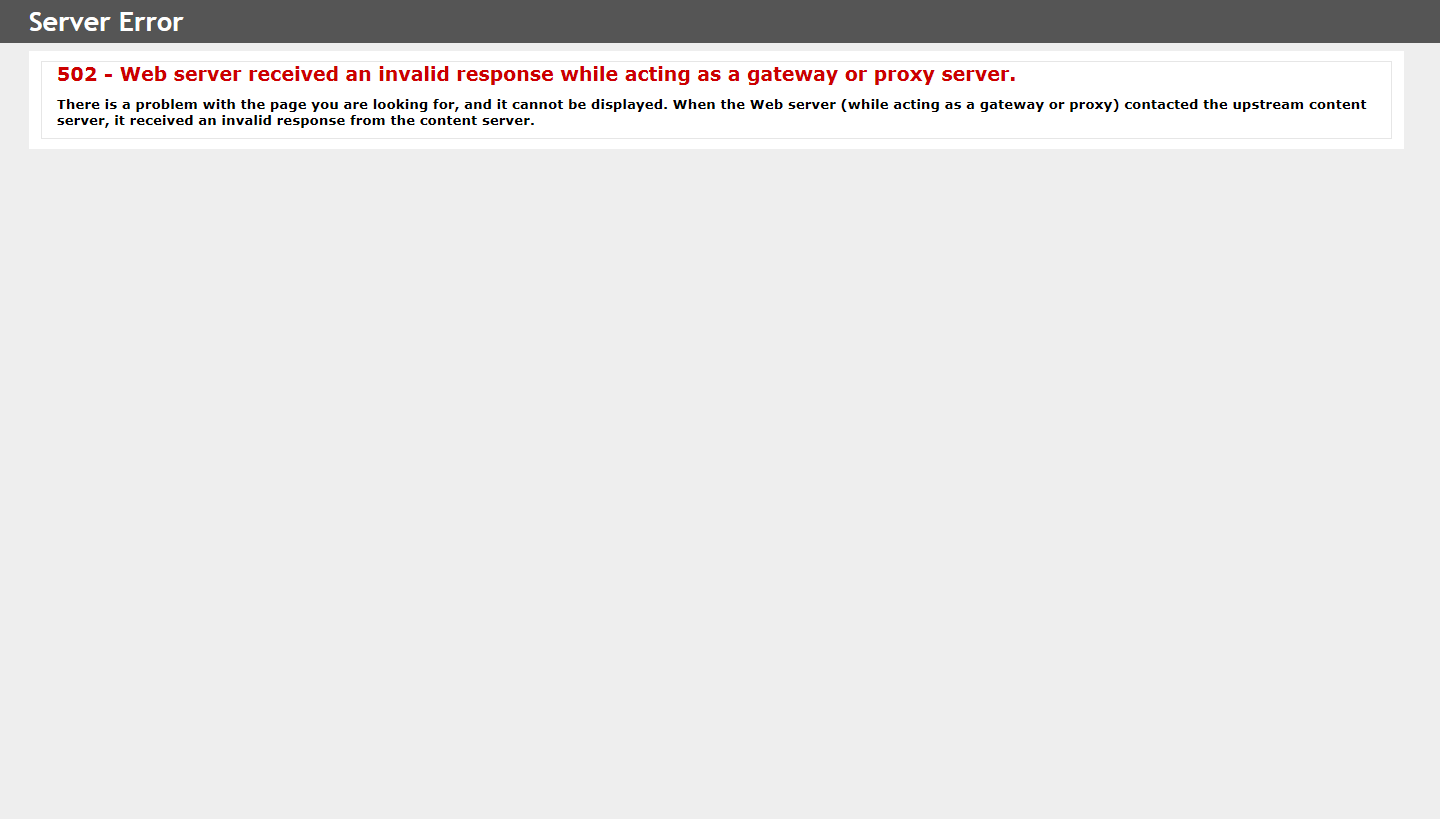 Server Error
502 - Web server received an invalid response while acting as a gateway or proxy server.
There is a problem with the page you are looking for, and it cannot be displayed. When the Web server (while acting as a gateway or proxy) contacted the upstream content
server, it received an invalid response from the content server.